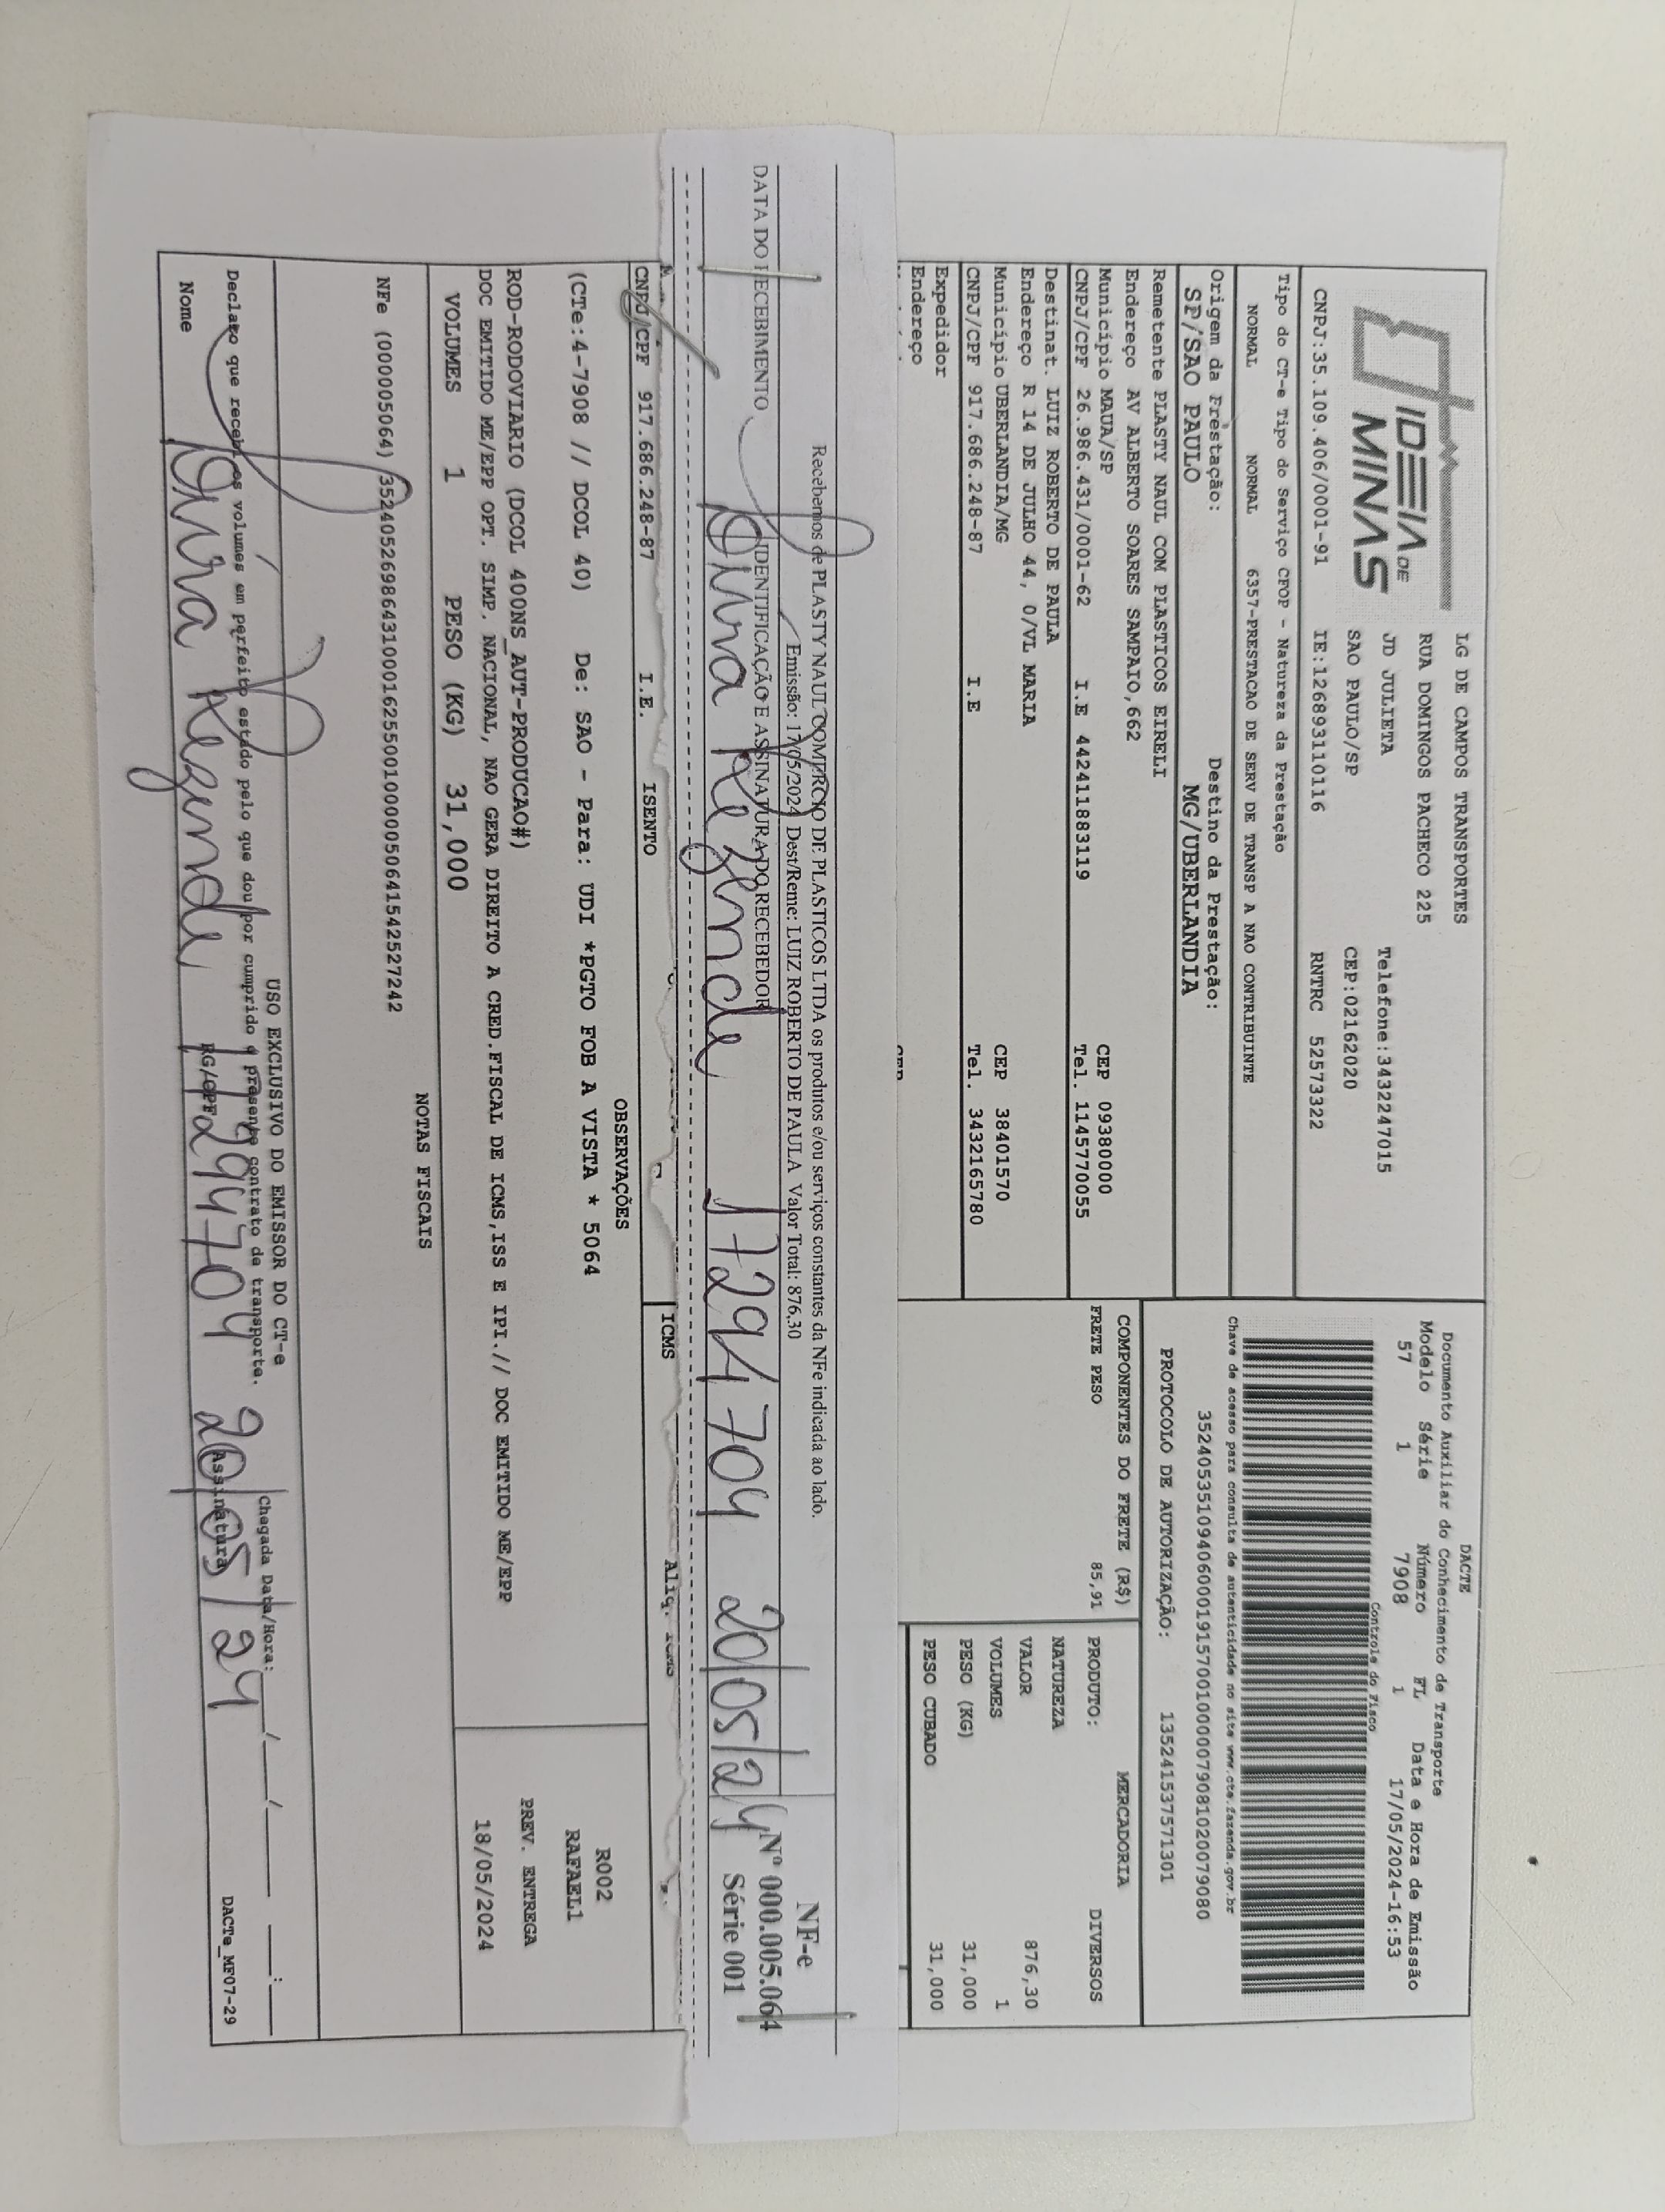 IDEIA DE
MINAS
LG DE CAMPOS TRANSPORTES
RUA DOMINGOS PACHECO 225
JD JULIETA Telefone:3432247015
SAO PAULO/SP CEP:02162020
CNPJ:35.109.406/0001-91 IE:126893110116 RNTRC 52573322
Tipo do CT-e Tipo do Serviço CFOP - Natureza da Prestação
NORMAL NORMAL 6357-PRESTACAO DE SERV DE TRANSP A NAO CONTRIBUINTE
Origem da Prestação: Destino da Prestação:
SP/SAO PAULO MG/UBERLANDIA
Remetente PLASTY NAUL COM PLASTICOS EIRELI
Endereço AV ALBERTO SOARES SAMPAIO,662
Município MAUA/SP CEP 09380000
CNPJ/CPF 26.986.431/0001-62 I.E 442411883119 Tel. 1145770055
Destinat. LUIZ ROBERTO DE PAULA
Endereço R 14 DE JULHO 44, 0/VL MARIA
Município UBERLANDIA/MG CEP 38401570
CNPJ/CPF 917.686.248-87 I.E Tel. 3432165780
Expedidor
Endereço
DACTE
Documento Auxiliar do Conhecimento de Transporte
Modelo Série Número FL Data e Hora de Emissão
57 1 7908 1 17/05/2024-16:53
Controle do Fisco
Chave de acesso para consulta de autenticidade no site www.cte.fazenda.gov.br
35240535109406000191570010000079081020079080
PROTOCOLO DE AUTORIZAÇÃO: 135241537571301
COMPONENTES DO FRETE (R$)
FRETE PESO 85,91
MERCADORIA
PRODUTO: DIVERSOS
NATUREZA
VALOR 876,30
VOLUMES 1
PESO (KG) 31,000
PESO CUBADO 31,000
Recebemos de PLASTY NAUL COMERCIO DE PLASTICOS LTDA os produtos e/ou serviços constantes da NFe indicada ao lado.
Emissão: 17/05/2024 Dest/Reme: LUIZ ROBERTO DE PAULA Valor Total: 876,30
DATA DO RECEBIMENTO IDENTIFICAÇÃO E ASSINATURA DO RECEBEDOR
Rezende 17294704 20/05/24
NF-e
Nº 000.005.064
Série 001
CNPJ/CPF 917.686.248-87 I.E. ISENTO ICMS Aliq.
OBSERVAÇÕES
(CTe:4-7908 // DCOL 40) De: SAO - Para: UDI *PGTO FOB A VISTA * 5064
ROD-RODOVIARIO (DCOL 400NS_AUT-PRODUCAO#)
DOC EMITIDO ME/EPP OPT. SIMP. NACIONAL, NAO GERA DIREITO A CRED.FISCAL DE ICMS,ISS E IPI.// DOC EMITIDO ME/EPP
R002
RAFAEL1
PREV. ENTREGA
18/05/2024
VOLUMES 1 PESO (KG) 31,000
NOTAS FISCAIS
NFe (000005064) 35240526986431000162550010000050641542527242
USO EXCLUSIVO DO EMISSOR DO CT-e
Declaro que recebi os volumes em perfeito estado pelo que dou por cumprido o presente contrato de transporte.
Chegada Data/Hora: ___/___/_____ ___:___
Nome RG/CPF Assinatura
Rezende 17294704 20/05/24
DACTe_MF07-29